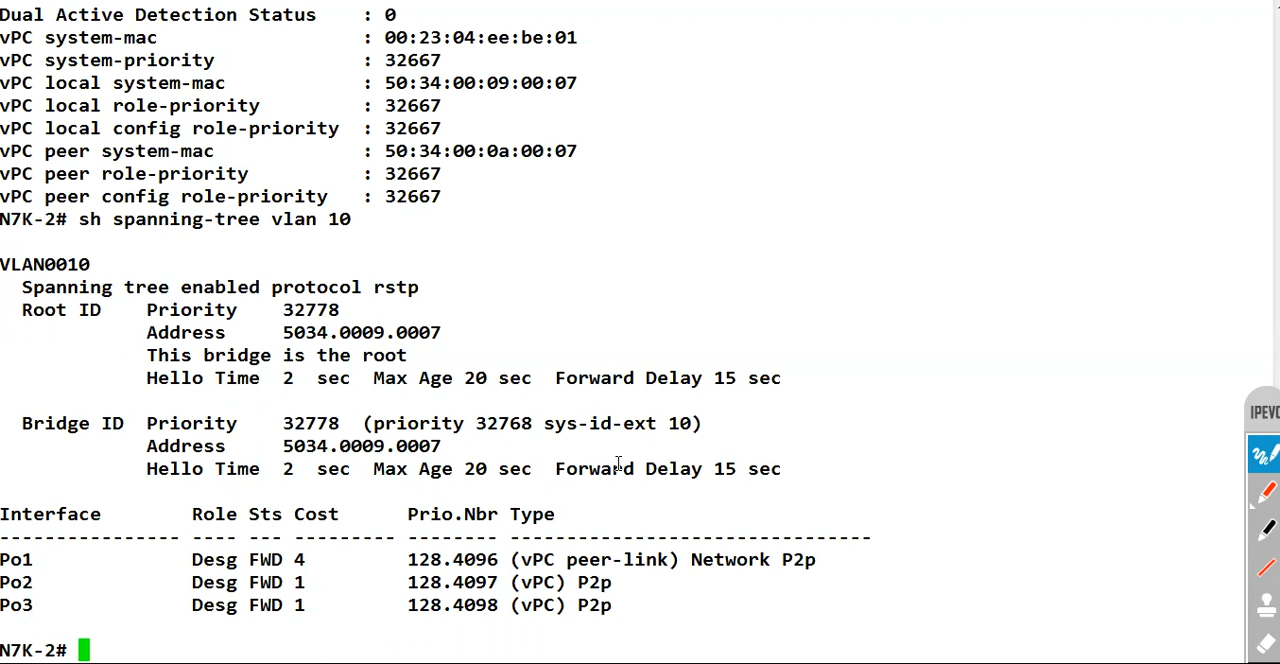 Dual Active Detection Status    : 0
vPC system-mac                  : 00:23:04:ee:be:01
vPC system-priority             : 32667
vPC local system-mac            : 50:34:00:09:00:07
vPC local role-priority         : 32667
vPC local config role-priority  : 32667
vPC peer system-mac             : 50:34:00:0a:00:07
vPC peer role-priority          : 32667
vPC peer config role-priority   : 32667
N7K-2# sh spanning-tree vlan 10
VLAN0010
  Spanning tree enabled protocol rstp
  Root ID    Priority    32778
             Address     5034.0009.0007
             This bridge is the root
             Hello Time  2  sec  Max Age 20 sec  Forward Delay 15 sec
  Bridge ID  Priority    32778  (priority 32768 sys-id-ext 10)
             Address     5034.0009.0007
             Hello Time  2  sec  Max Age 20 sec  Forward Delay 15 sec
Interface        Role Sts Cost      Prio.Nbr Type
---------------- ---- --- --------- -------- --------------------------------
Po1              Desg FWD 4         128.4096 (vPC peer-link) Network P2p
Po2              Desg FWD 1         128.4097 (vPC) P2p
Po3              Desg FWD 1         128.4098 (vPC) P2p
N7K-2#
IPEVO